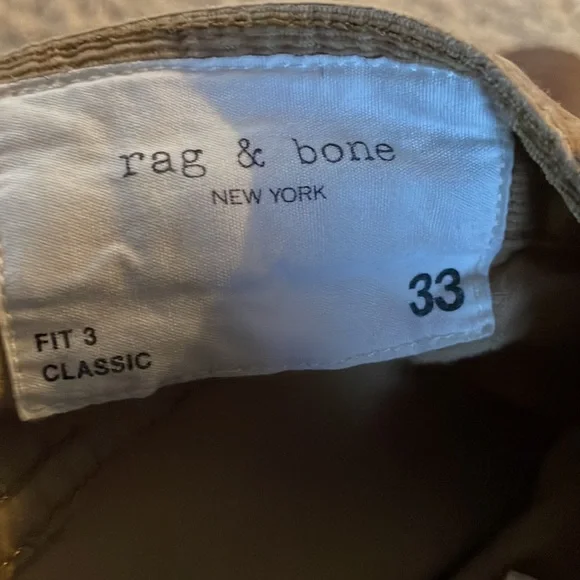 rag & bone
NEW YORK
33
FIT 3
CLASSIC